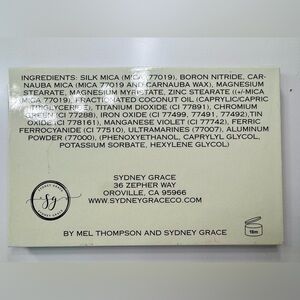 INGREDIENTS: SILK MICA (MICA 77019), BORON NITRIDE, CAR-
NAUBA MICA (MICA 77019 AND CARNAUBA WAX), MAGNESIUM
STEARATE, MAGNESIUM MYRISTATE, ZINC STEARATE ((+/-MICA
(MICA 77019), FRACTIONATED COCONUT OIL (CAPRYLIC/CAPRIC
TRIGLYCERIDE), TITANIUM DIOXIDE (CI 77891), CHROMIUM
GREEN (CI 77288), IRON OXIDE (CI 77499, 77491, 77492),TIN
OXIDE (CI 778161), MANGANESE VIOLET (CI 77742), FERRIC
FERROCYANIDE (CI 77510), ULTRAMARINES (77007), ALUMINUM
POWDER (77000), (PHENOXYETHANOL, CAPRYLYL GLYCOL,
POTASSIUM SORBATE, HEXYLENE GLYCOL)
SYDNEY GRACE
36 ZEPHER WAY
OROVILLE, CA 95966
WWW.SYDNEYGRACECO.COM
SYDNEY GRACE
Sg
18m
BY MEL THOMPSON AND SYDNEY GRACE